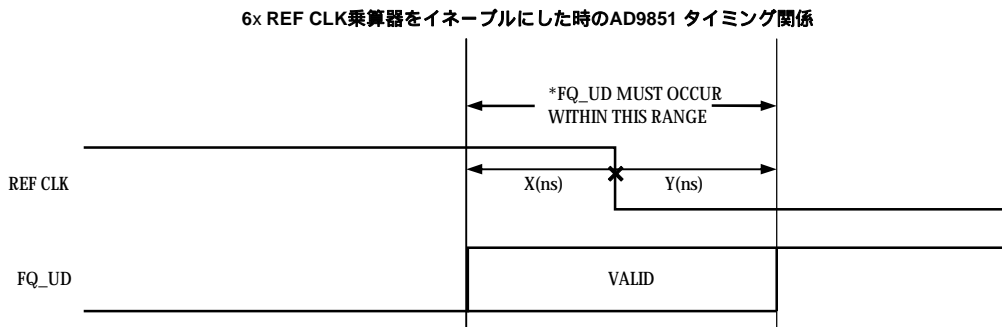 6x REF CLK乗算器をイネーブルにした時のAD9851 タイミング関係
*FQ_UD MUST OCCUR
WITHIN THIS RANGE
REF CLK
X(ns)
Y(ns)
FQ_UD
VALID